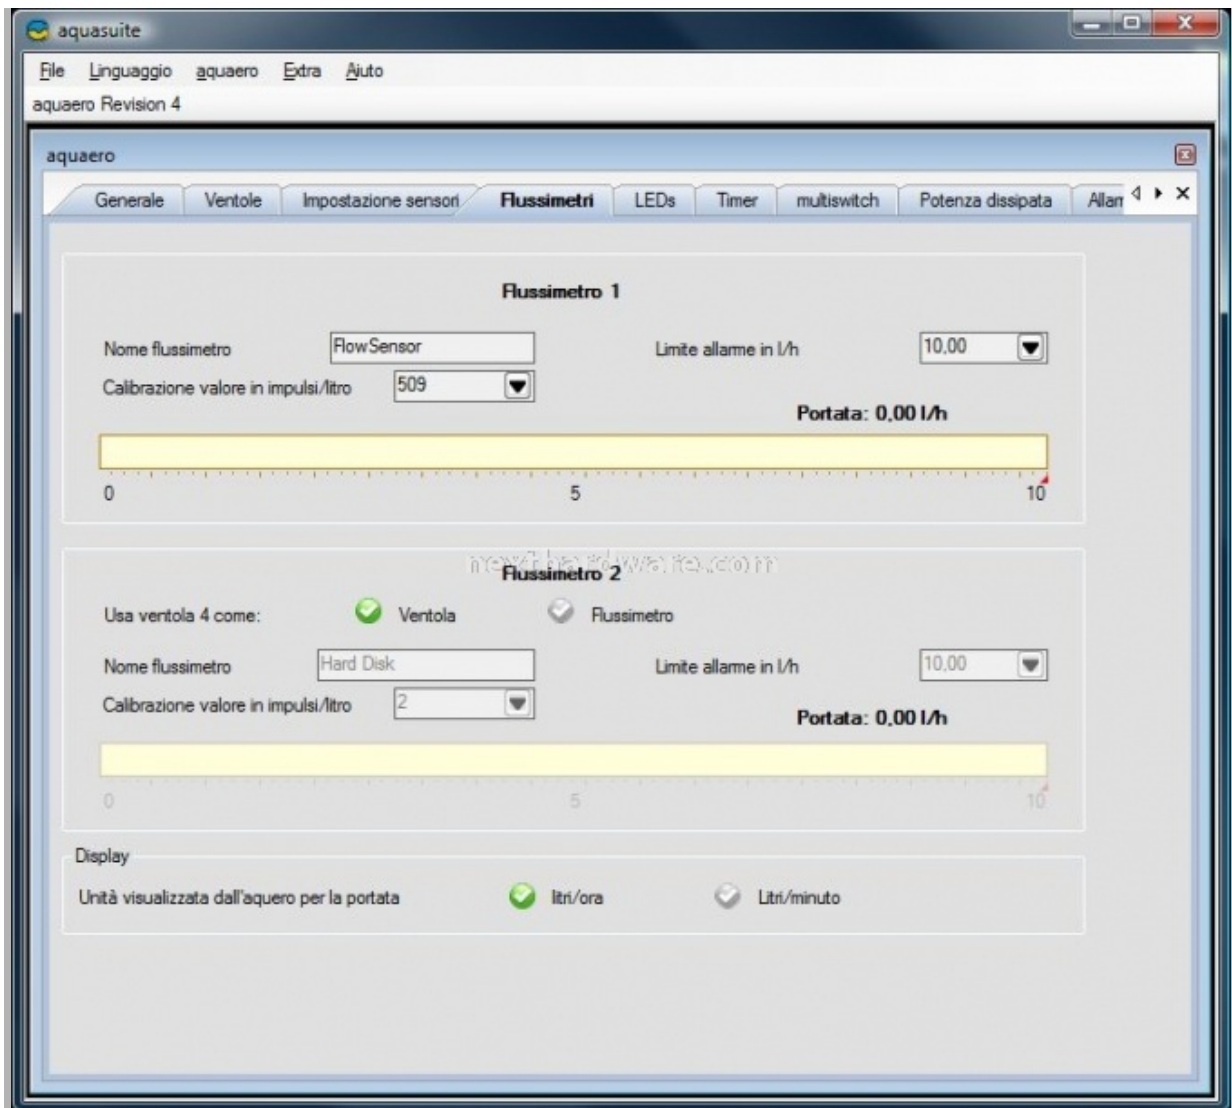 aquasuite
File Linguaggio aquaero Extra Aiuto
aquaero Revision 4
aquaero
Generale Ventole Impostazione sensori Flussimetri LEDs Timer multiswitch Potenza dissipata Allarr
Flussimetro 1
Nome flussimetro FlowSensor Limite allarme in l/h 10,00
Calibrazione valore in impulsi/litro 509
Portata: 0,00 l/h
0 5 10
nexthardware.com
Flussimetro 2
Usa ventola 4 come: Ventola Flussimetro
Nome flussimetro Hard Disk Limite allarme in l/h 10,00
Calibrazione valore in impulsi/litro 2
Portata: 0,00 l/h
0 5 10
Display
Unità visualizzata dall'aquero per la portata litri/ora Litri/minuto